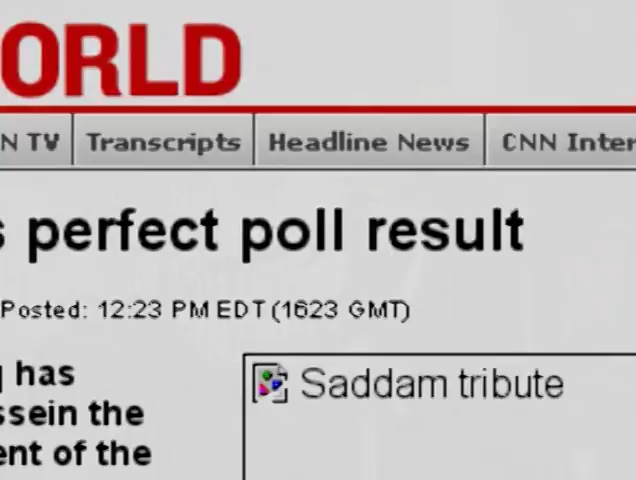 ORLD
N TV Transcripts Headline News CNN Inter
s perfect poll result
Posted: 12:23 PM EDT (1623 GMT)
has
ssein the
ent of the
Saddam tribute